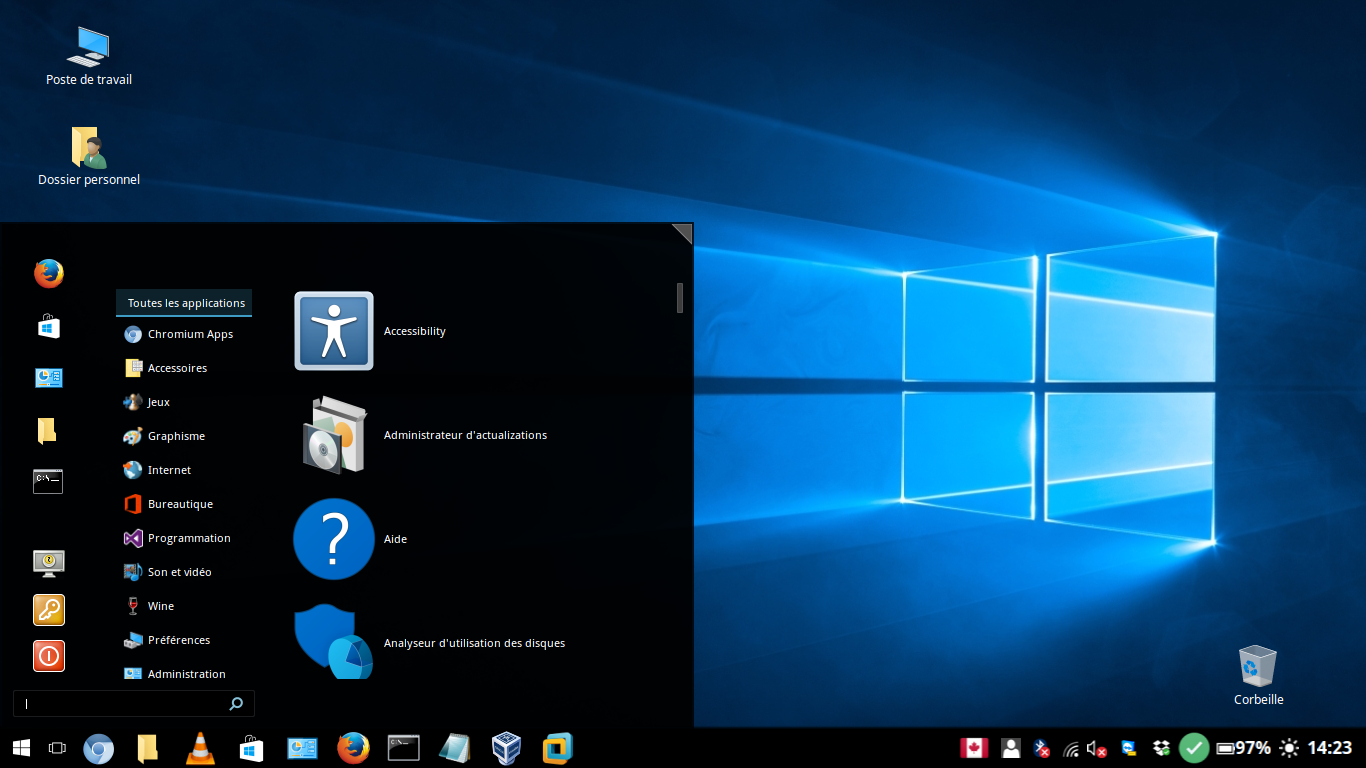 Poste de travail
Dossier personnel
Toutes les applications
Chromium Apps
Accessoires
Jeux
Graphisme
Internet
Bureautique
Programmation
Son et vidéo
Wine
Préférences
Administration
Accessibility
Administrateur d'actualizations
Aide
Analyseur d'utilisation des disques
Corbeille
97%
14:23